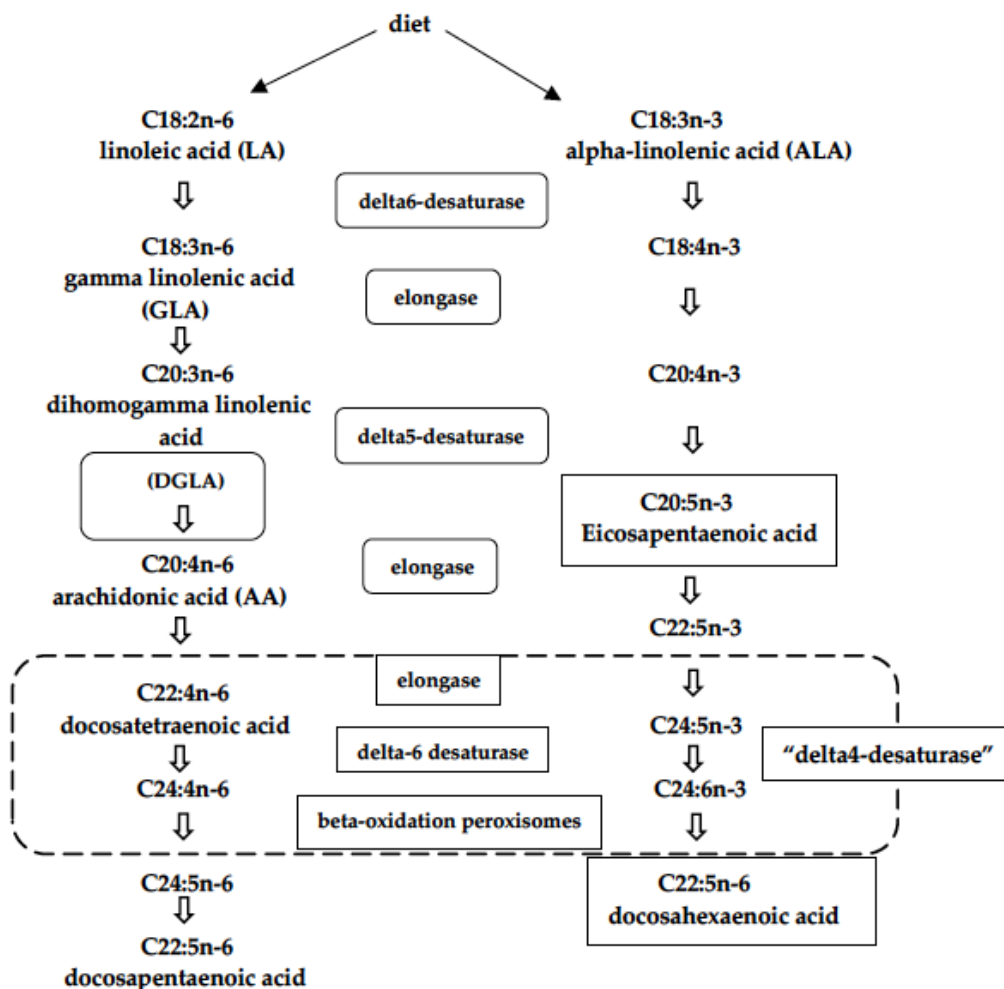 diet
C18:2n-6
linoleic acid (LA)
C18:3n-3
alpha-linolenic acid (ALA)
delta6-desaturase
C18:3n-6
gamma linolenic acid
(GLA)
C18:4n-3
elongase
C20:3n-6
dihomogamma linolenic
acid
C20:4n-3
delta5-desaturase
(DGLA)
C20:5n-3
Eicosapentaenoic acid
C20:4n-6
arachidonic acid (AA)
elongase
C22:5n-3
elongase
C22:4n-6
docosatetraenoic acid
C24:5n-3
delta-6 desaturase
"delta4-desaturase"
C24:4n-6
C24:6n-3
beta-oxidation peroxisomes
C24:5n-6
C22:5n-6
docosahexaenoic acid
C22:5n-6
docosapentaenoic acid